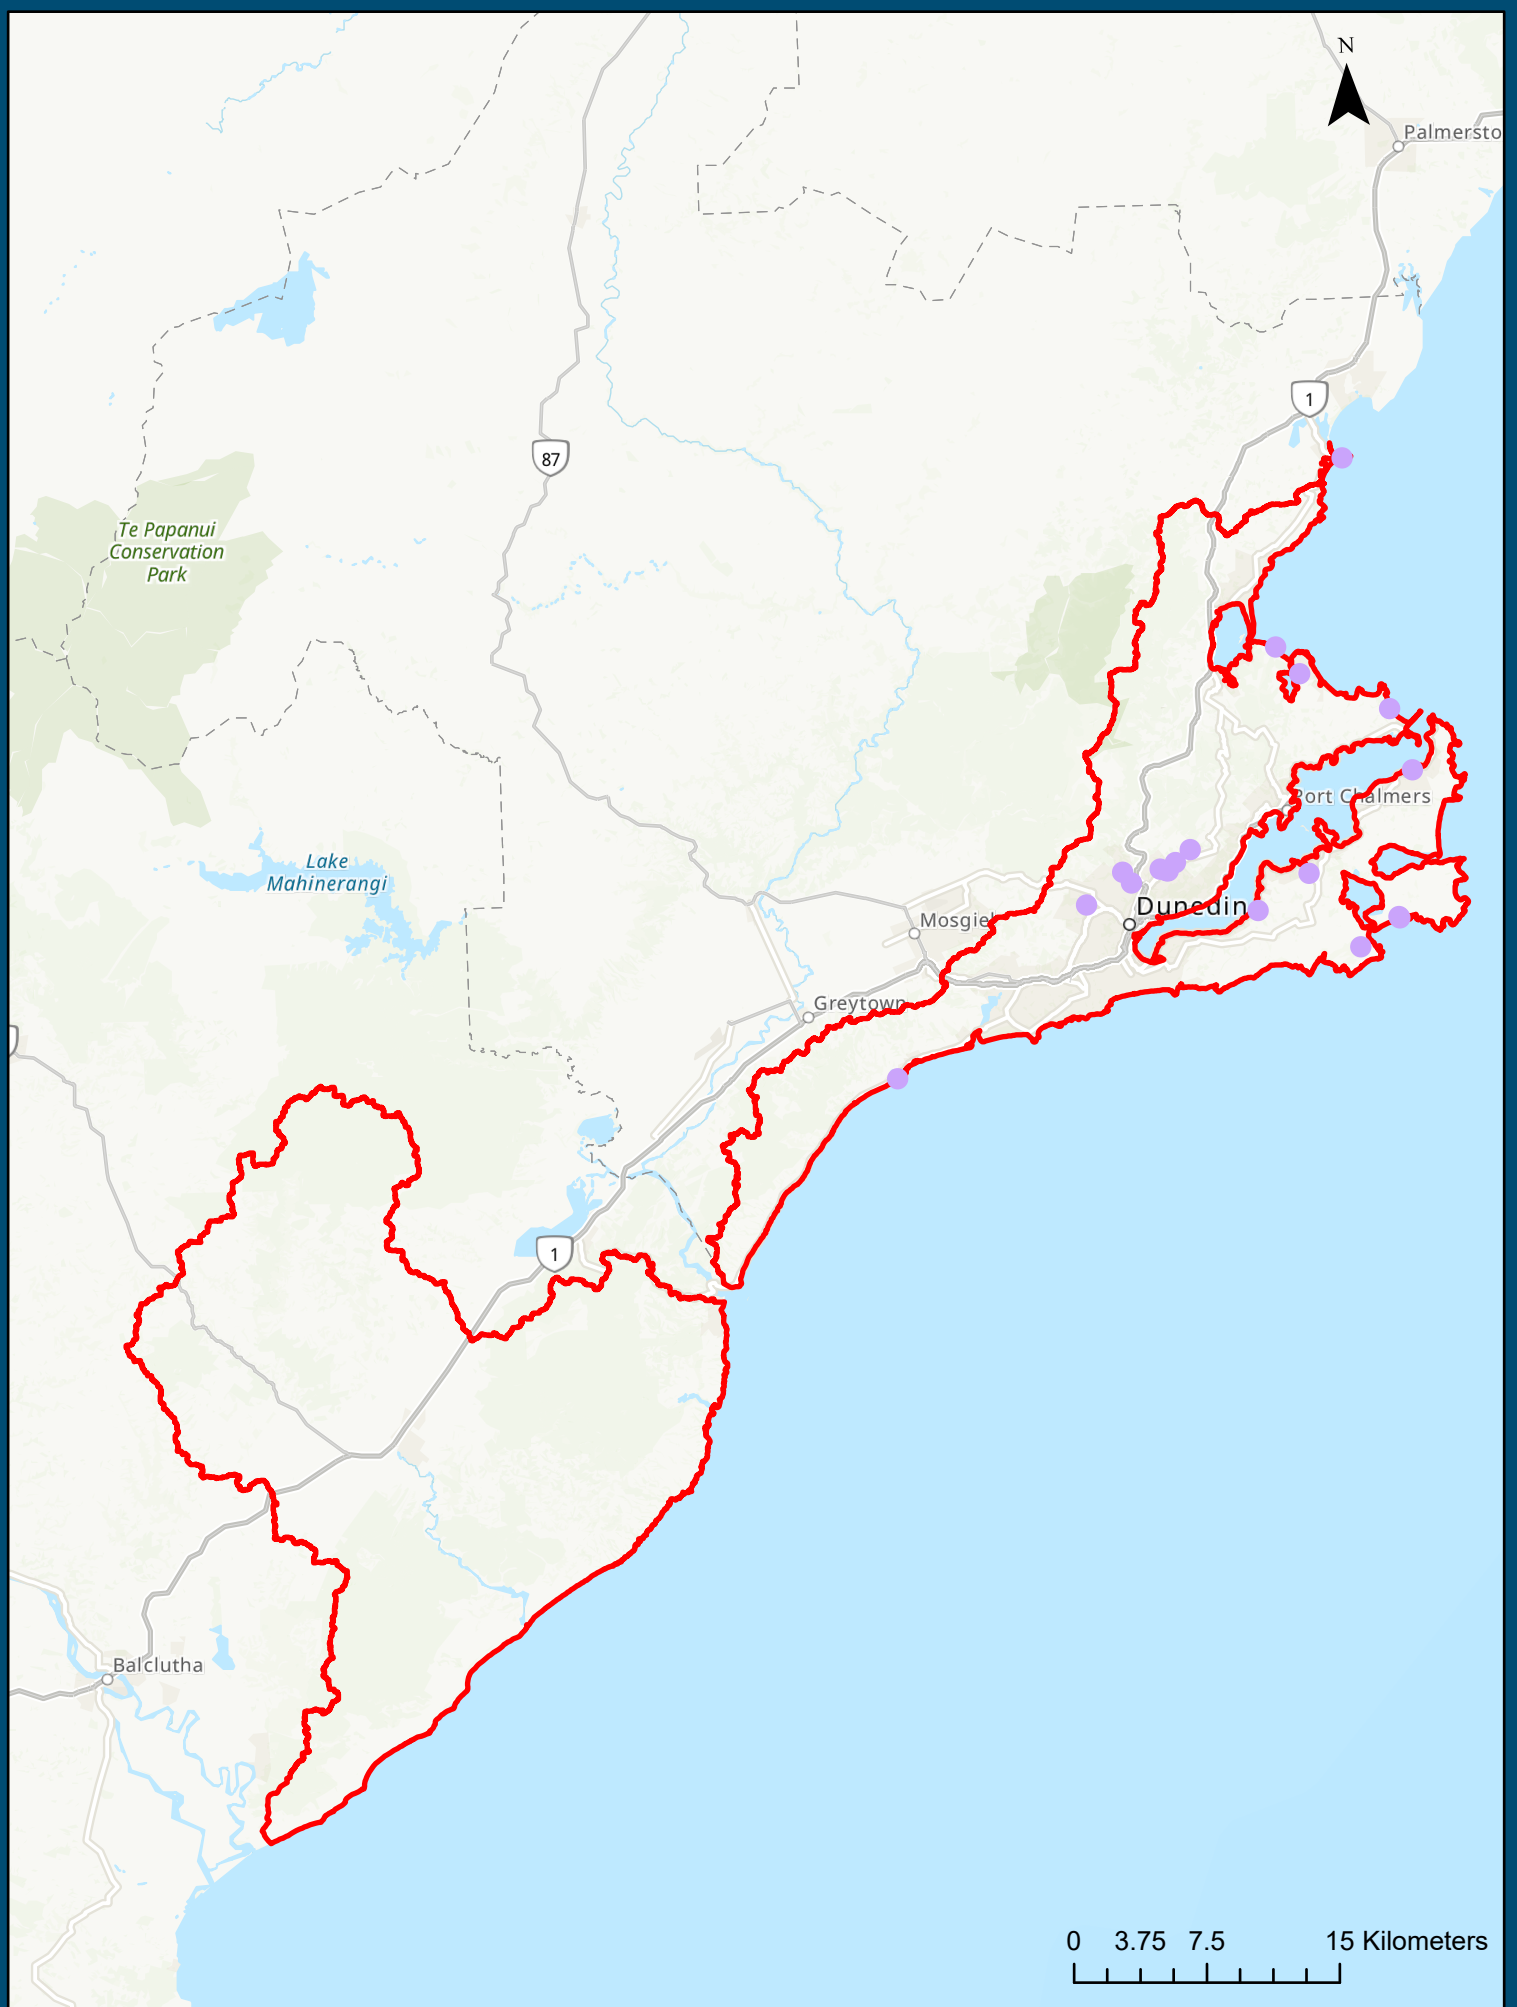 N
Palmersto
1
87
Te Papanui
Conservation
Park
Port Chalmers
Lake
Mahinerangi
Dunedin
Mosgiel
Greytown
1
Balclutha
0 3.75 7.5 15 Kilometers